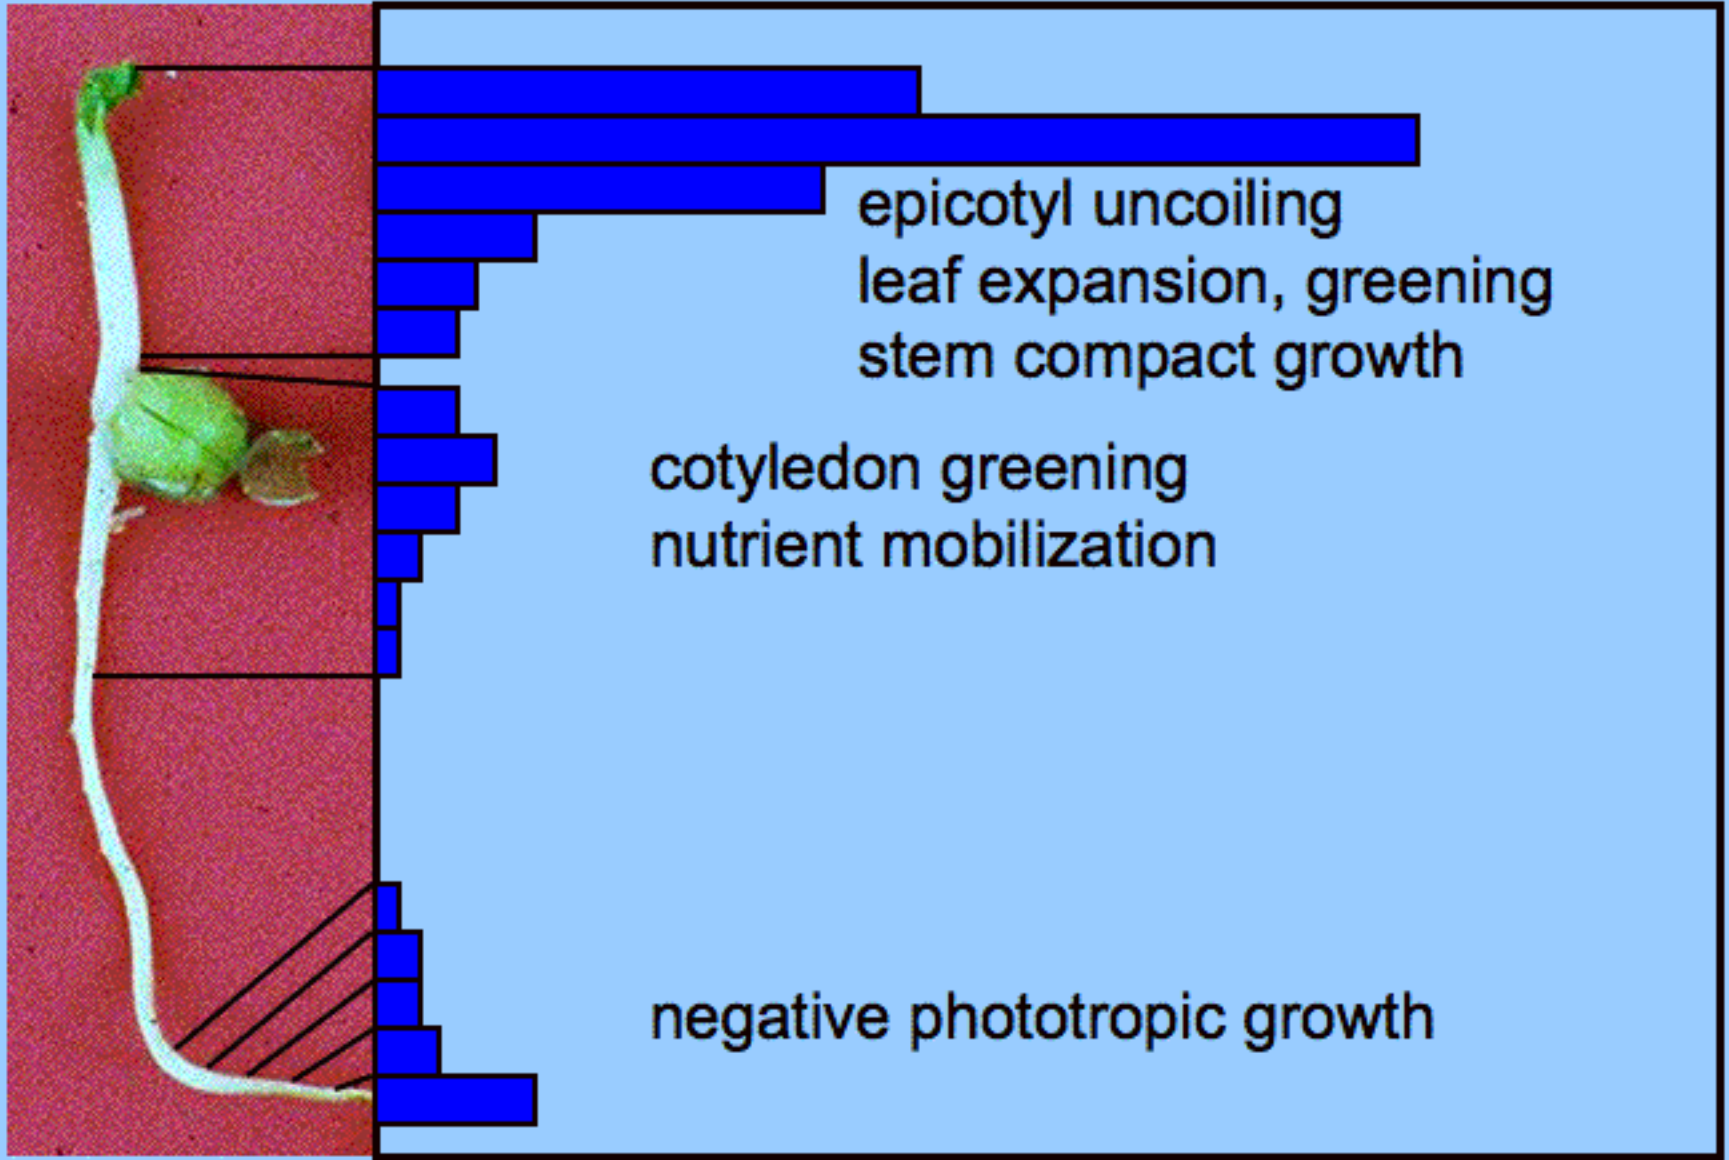 epicotyl uncoiling
leaf expansion, greening
stem compact growth
cotyledon greening
nutrient mobilization
negative phototropic growth